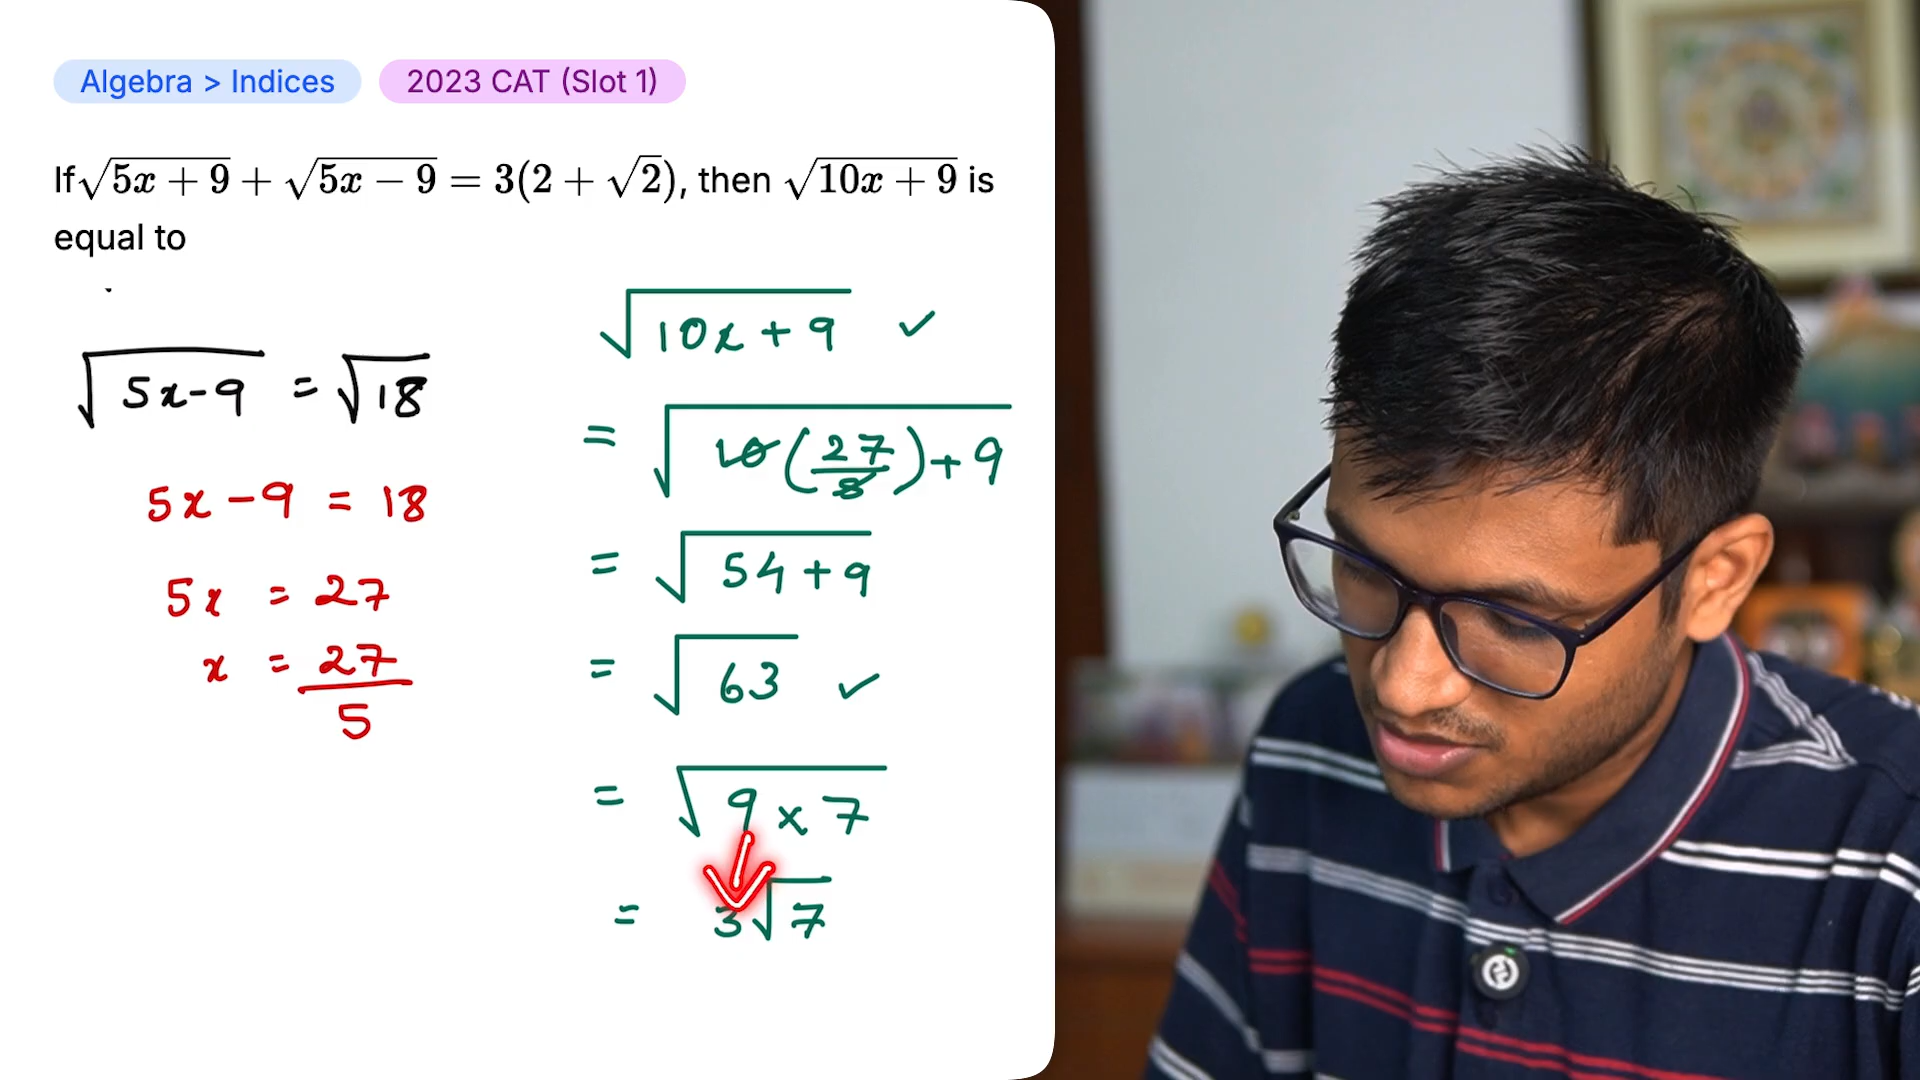 Algebra > Indices
2023 CAT (Slot 1)
If √(5x + 9) + √(5x − 9) = 3(2 + √2), then √(10x + 9) is
equal to
√(5x-9) = √18
5x - 9 = 18
5x = 27
x = 27/5
√(10x + 9) ✓
= √(10(27/5) + 9)
= √(54 + 9)
= √63 ✓
= √(9 x 7)
= 3√7